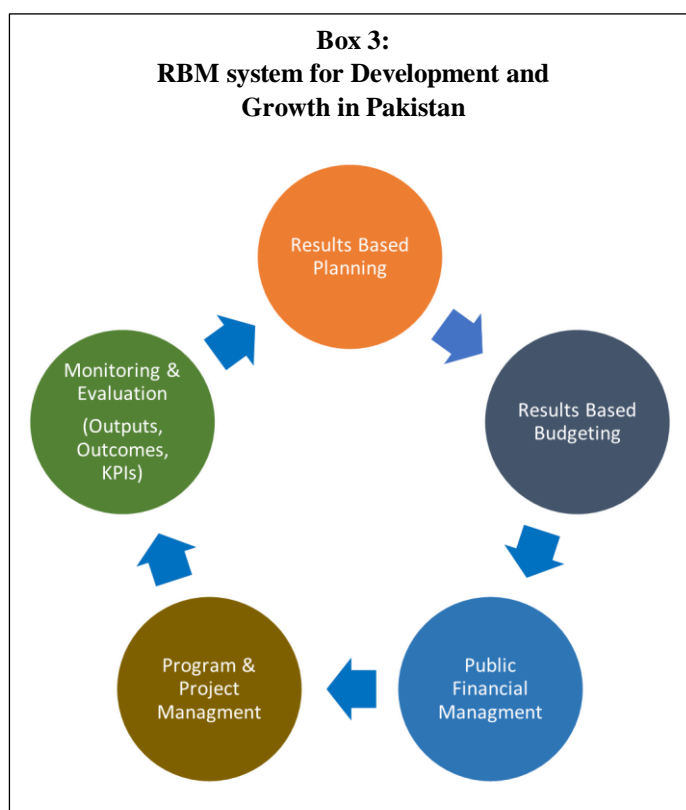 Box 3:
RBM system for Development and
Growth in Pakistan
Results Based
Planning
Results Based
Budgeting
Public
Financial
Managment
Program &
Project
Managment
Monitoring &
Evaluation
(Outputs,
Outcomes,
KPIs)